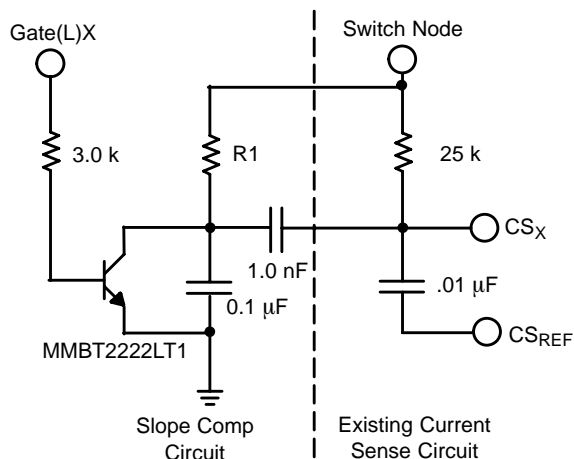 Gate(L)X
Switch Node
3.0 k
R1
25 k
CSX
1.0 nF
.01 μF
0.1 μF
CSREF
MMBT2222LT1
Slope Comp
Circuit
Existing Current
Sense Circuit